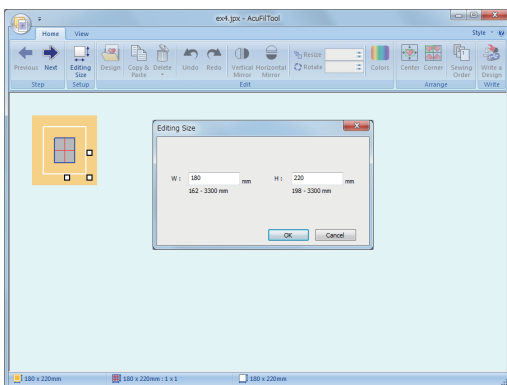 ex4.jpx - AcuFilTool
Home View Style
Previous Next Editing Size Design Copy & Paste Delete Undo Redo Vertical Mirror Horizontal Mirror Resize Rotate Colors Center Corner Sewing Order Write a Design
Step Setup Edit Arrange Write
Editing Size
W : 180 mm H : 220 mm
162 - 3300 mm 198 - 3300 mm
OK Cancel
180 x 220mm 180 x 220mm : 1 x 1 180 x 220mm